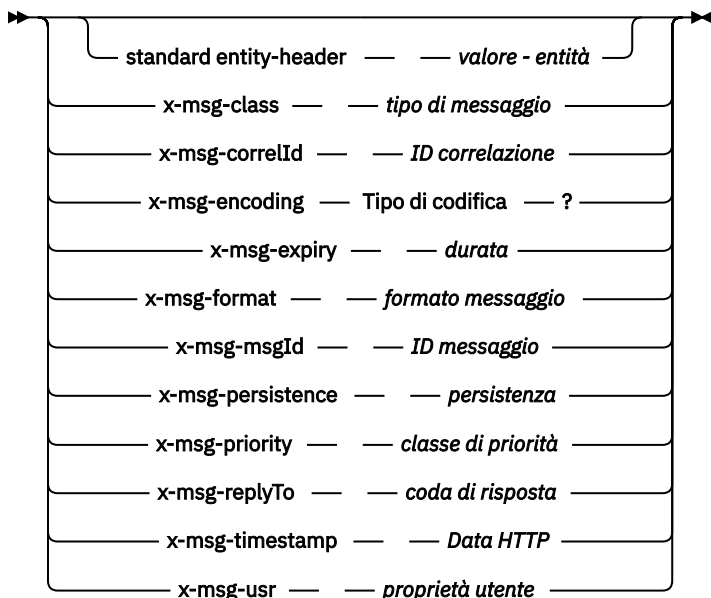 standard entity-header valore - entità
x-msg-class tipo di messaggio
x-msg-correlId ID correlazione
x-msg-encoding Tipo di codifica ?
x-msg-expiry durata
x-msg-format formato messaggio
x-msg-msgId ID messaggio
x-msg-persistence persistenza
x-msg-priority classe di priorità
x-msg-replyTo coda di risposta
x-msg-timestamp Data HTTP
x-msg-usr proprietà utente